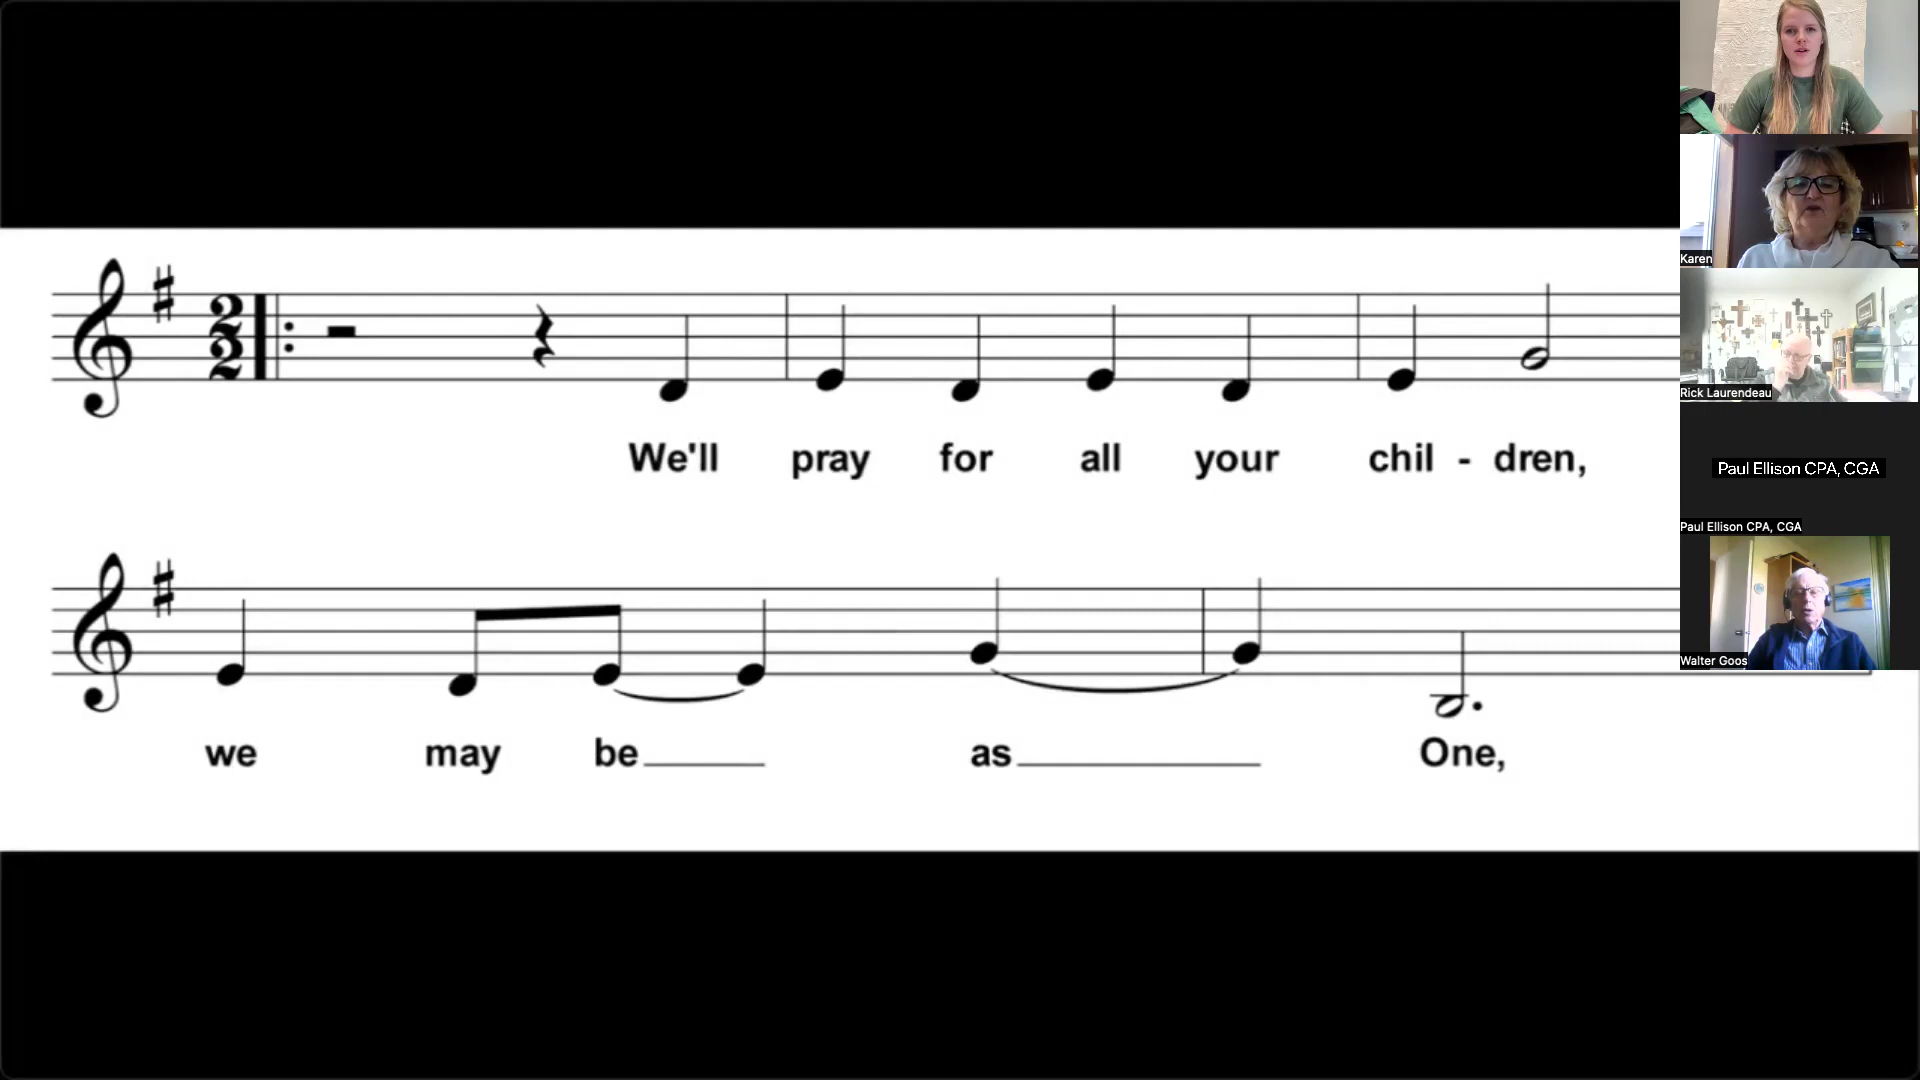 We'll pray for all your chil - dren,
we may be as One,
Karen
Rick Laurendeau
Paul Ellison CPA, CGA
Paul Ellison CPA, CGA
Walter Goos